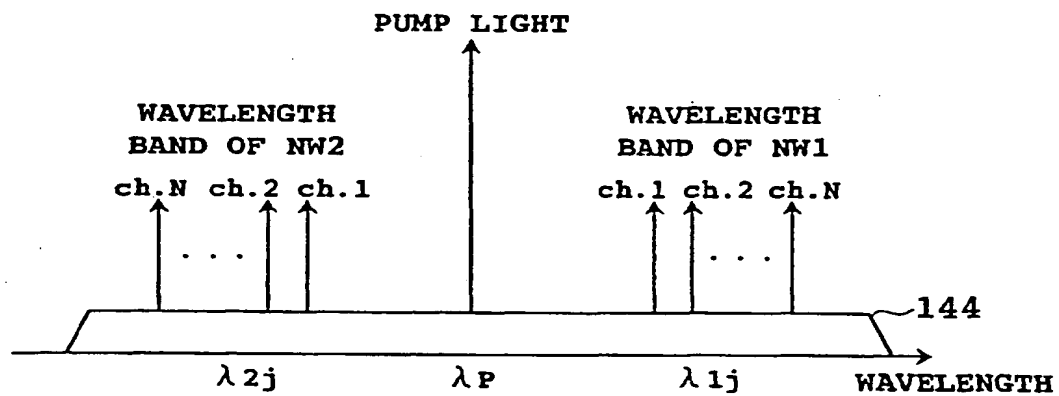 PUMP LIGHT
WAVELENGTH
BAND OF NW2
WAVELENGTH
BAND OF NW1
ch.N ch.2 ch.1
ch.1 ch.2 ch.N
. . .
. . .
144
λ2j
λP
λ1j
WAVELENGTH